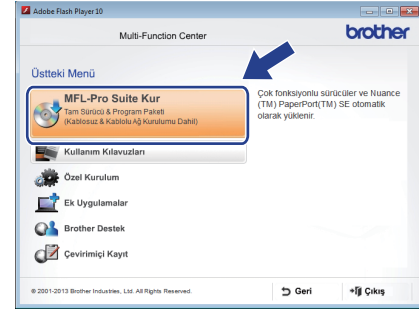 Adobe Flash Player 10
Multi-Function Center
brother
Üstteki Menü
MFL-Pro Suite Kur
Tam Sürücü & Program Paketi
(Kablosuz & Kablolu Ağ Kurulumu Dahil)
Çok fonksiyonlu sürücüler ve Nuance
(TM) PaperPort(TM) SE otomatik
olarak yüklenir.
Kullanım Kılavuzları
Özel Kurulum
Ek Uygulamalar
Brother Destek
Çevirimiçi Kayıt
© 2001-2013 Brother Industries, Ltd. All Rights Reserved.
Geri
Çıkış